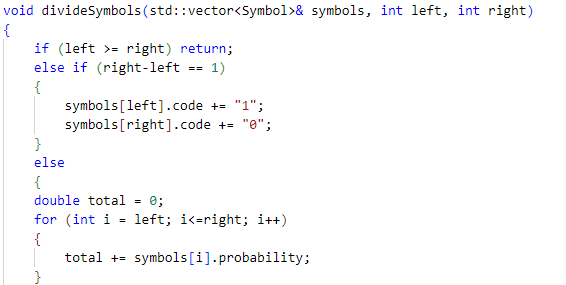 void divideSymbols(std::vector<Symbol>& symbols, int left, int right)
{
    if (left >= right) return;
    else if (right-left == 1)
    {
        symbols[left].code += "1";
        symbols[right].code += "0";
    }
    else
    {
    double total = 0;
    for (int i = left; i<=right; i++)
    {
        total += symbols[i].probability;
    }